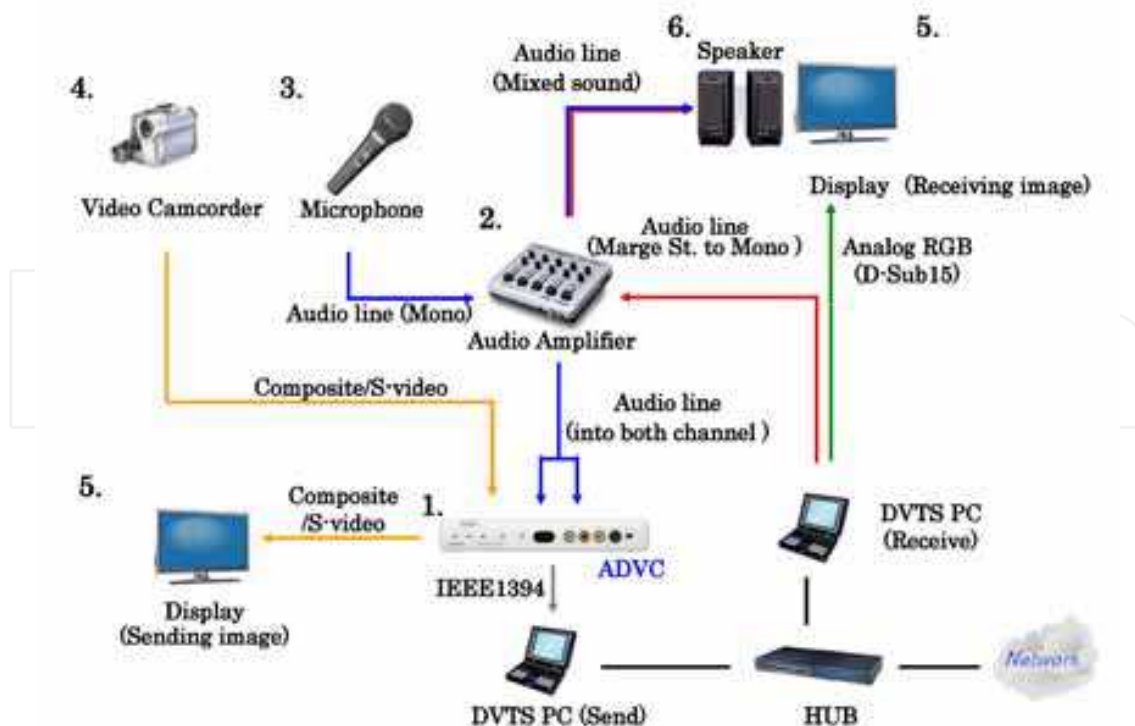 6.
Speaker
5.
Audio line
(Mixed sound)
4.
3.
Video Camcorder
Microphone
Display (Receiving image)
2.
Audio line
(Marge St. to Mono )
Analog RGB
(D-Sub15)
Audio line (Mono)
Audio Amplifier
Composite/S-video
Audio line
(into both channel )
5.
Composite
/S-video
1.
DVTS PC
(Receive)
ADVC
IEEE1394
Display
(Sending image)
Network
DVTS PC (Send)
HUB